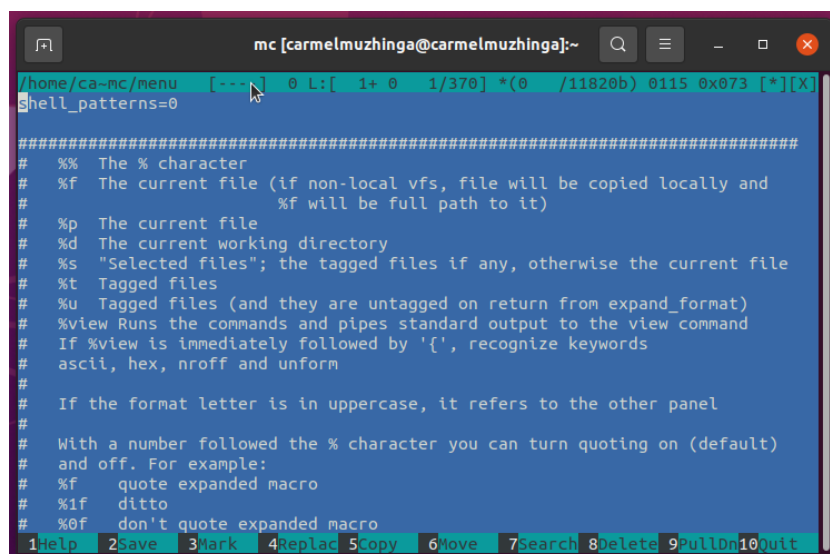 mc [carmelmuzhinga@carmelmuzhinga]:~
/home/ca~mc/menu [----] 0 L:[ 1+ 0 1/370] *(0 /11820b) 0115 0x073 [*][X]
shell_patterns=0
##############################################################################
# %% The % character
# %f The current file (if non-local vfs, file will be copied locally and
# %f will be full path to it)
# %p The current file
# %d The current working directory
# %s "Selected files"; the tagged files if any, otherwise the current file
# %t Tagged files
# %u Tagged files (and they are untagged on return from expand_format)
# %view Runs the commands and pipes standard output to the view command
# If %view is immediately followed by '{', recognize keywords
# ascii, hex, nroff and unform
#
# If the format letter is in uppercase, it refers to the other panel
#
# With a number followed the % character you can turn quoting on (default)
# and off. For example:
# %f quote expanded macro
# %1f ditto
# %0f don't quote expanded macro
1Help 2Save 3Mark 4Replac 5Copy 6Move 7Search 8Delete 9PullDn 10Quit